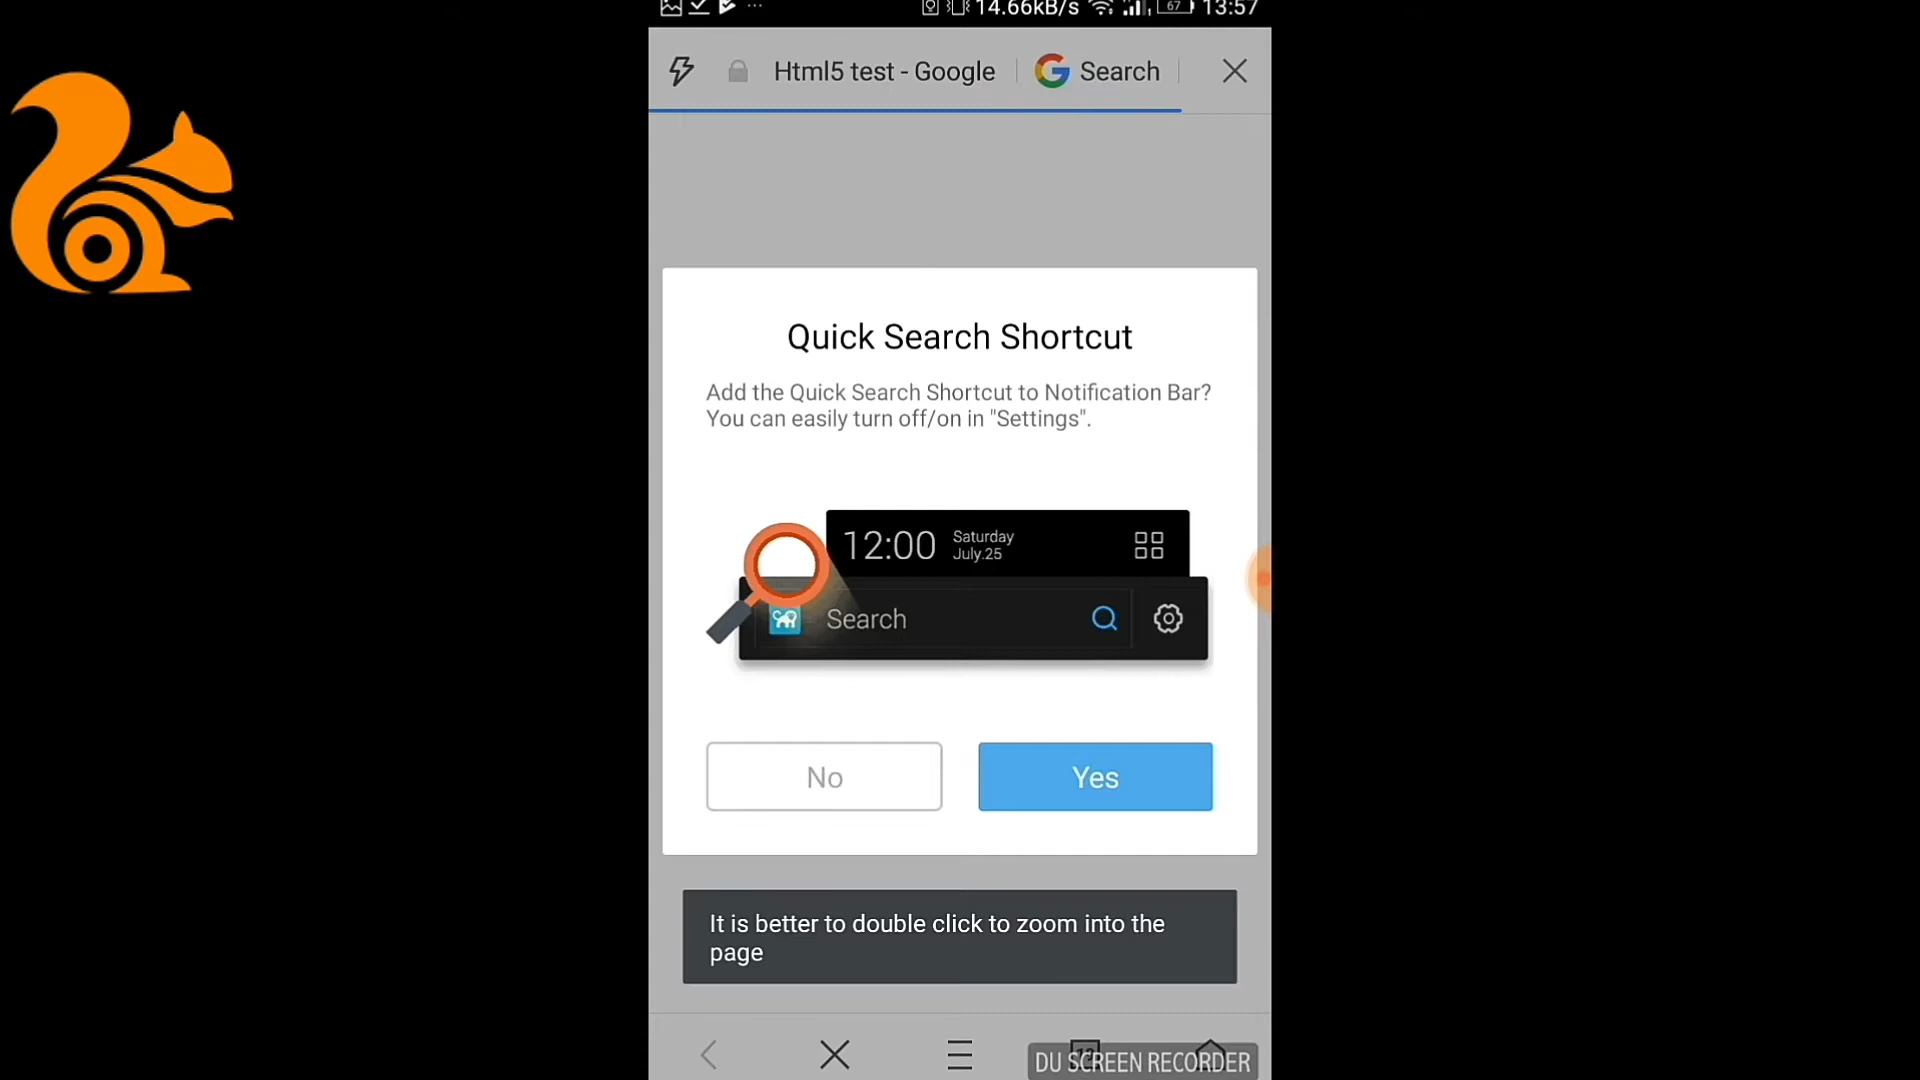 14.66kB/s 67 13:57
Html5 test - Google
Search
Quick Search Shortcut
Add the Quick Search Shortcut to Notification Bar?
You can easily turn off/on in "Settings".
12:00
Saturday
July.25
Search
No
Yes
It is better to double click to zoom into the
page
DU SCREEN RECORDER